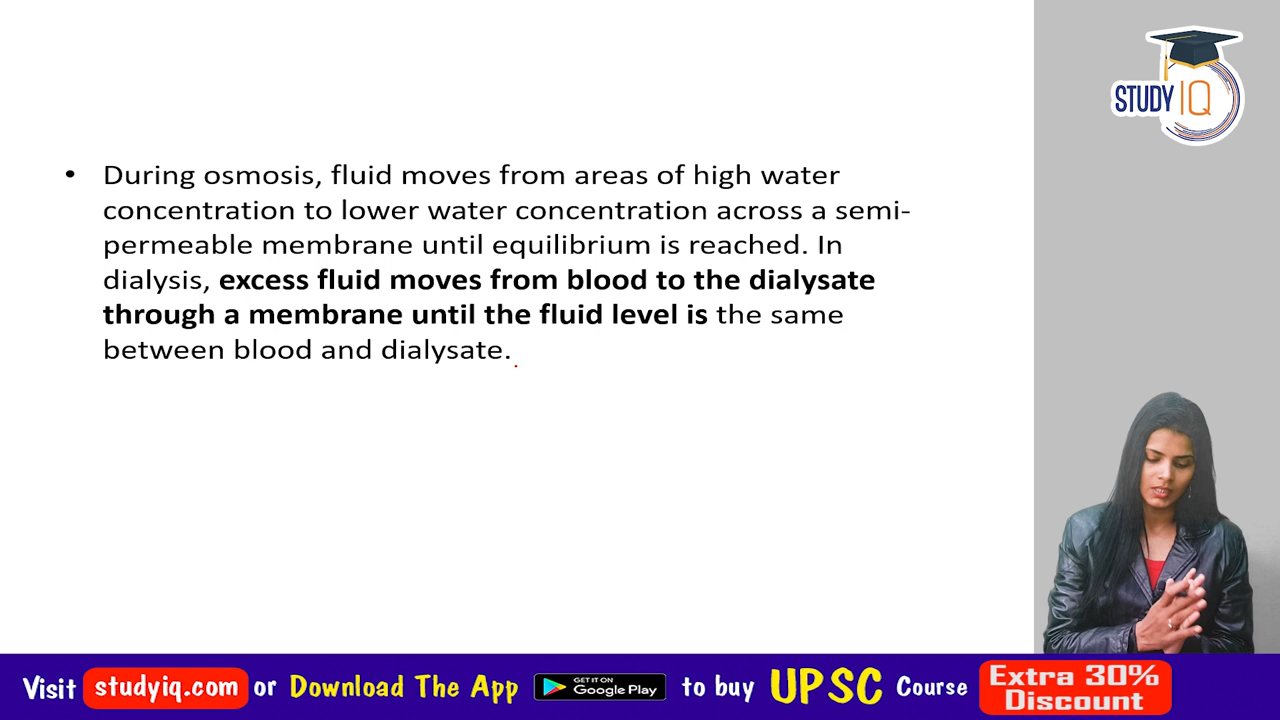 STUDY IQ
• During osmosis, fluid moves from areas of high water
concentration to lower water concentration across a semi-
permeable membrane until equilibrium is reached. In
dialysis, excess fluid moves from blood to the dialysate
through a membrane until the fluid level is the same
between blood and dialysate.
Visit studyiq.com or Download The App GET IT ON Google Play to buy UPSC Course Extra 30% Discount